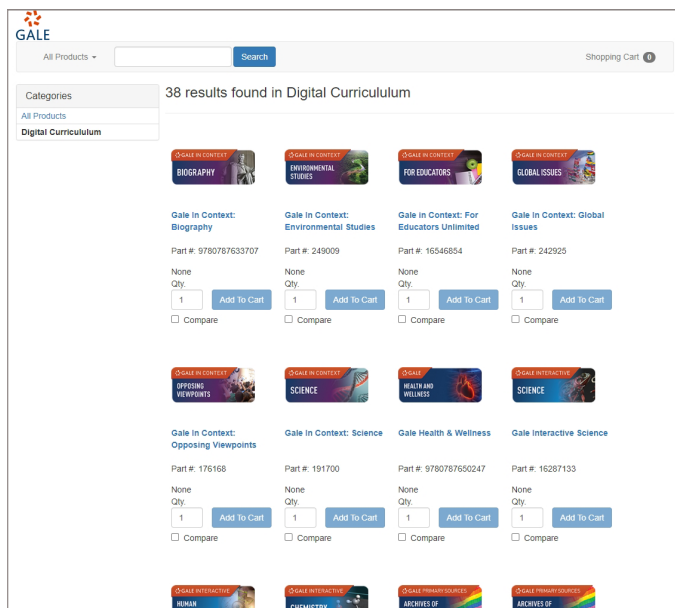 GALE
All Products
Search
Shopping Cart 0
Categories
All Products
Digital Curricululum
38 results found in Digital Curricululum
GALE IN CONTEXT
BIOGRAPHY
GALE IN CONTEXT
ENVIRONMENTAL
STUDIES
GALE IN CONTEXT
FOR EDUCATORS
GALE IN CONTEXT
GLOBAL ISSUES
Gale In Context:
Biography
Gale In Context:
Environmental Studies
Gale in Context: For
Educators Unlimited
Gale In Context: Global
Issues
Part #: 9780787633707
Part #: 249009
Part #: 16546854
Part #: 242925
None
None
None
None
Qty.
Qty.
Qty.
Qty.
1 Add To Cart
1 Add To Cart
1 Add To Cart
1 Add To Cart
Compare
Compare
Compare
Compare
GALE IN CONTEXT
OPPOSING
VIEWPOINTS
GALE IN CONTEXT
SCIENCE
GALE
HEALTH AND
WELLNESS
GALE INTERACTIVE
SCIENCE
Gale In Context:
Opposing Viewpoints
Gale In Context: Science
Gale Health & Wellness
Gale Interactive Science
Part #: 176168
Part #: 191700
Part #: 9780787650247
Part #: 16287133
None
None
None
None
Qty.
Qty.
Qty.
Qty.
1 Add To Cart
1 Add To Cart
1 Add To Cart
1 Add To Cart
Compare
Compare
Compare
Compare
GALE INTERACTIVE
HUMAN
GALE INTERACTIVE
CHEMISTRY
GALE PRIMARY SOURCES
ARCHIVES OF
GALE PRIMARY SOURCES
ARCHIVES OF